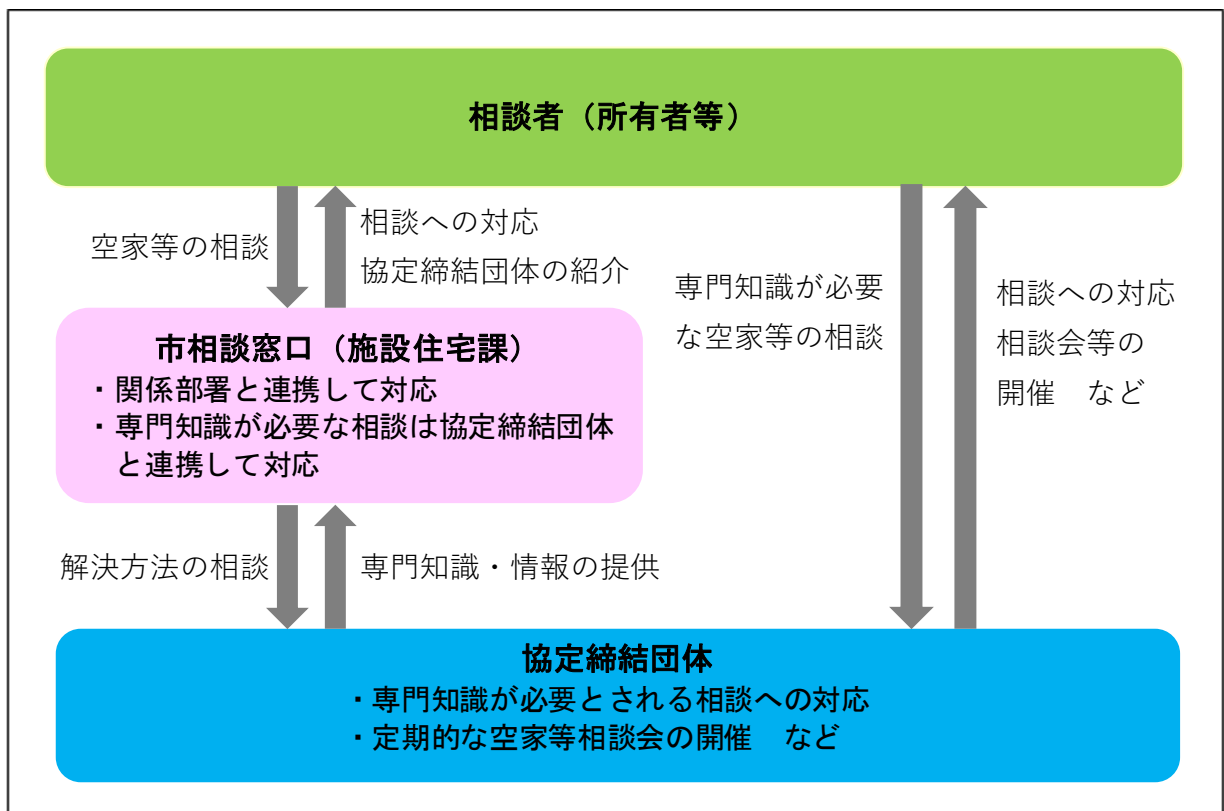 相談者（所有者等）
空家等の相談
相談への対応
協定締結団体の紹介
専門知識が必要
な空家等の相談
相談への対応
相談会等の
開催　など
市相談窓口（施設住宅課）
・関係部署と連携して対応
・専門知識が必要な相談は協定締結団体
と連携して対応
解決方法の相談
専門知識・情報の提供
協定締結団体
・専門知識が必要とされる相談への対応
・定期的な空家等相談会の開催　など